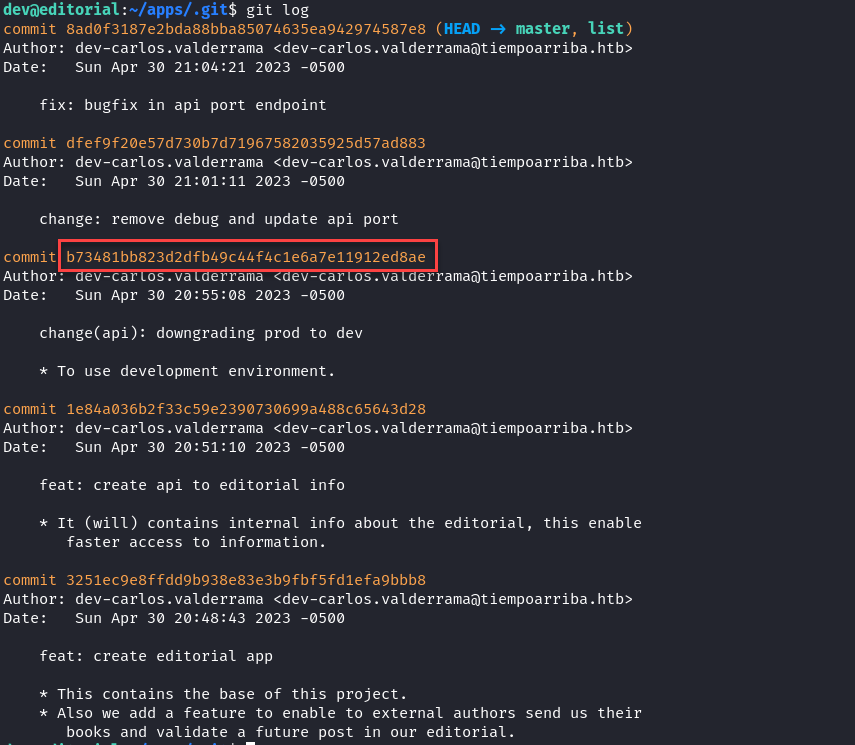 dev@editorial:~/apps/.git$ git log
commit 8ad0f3187e2bda88bba85074635ea942974587e8 (HEAD → master, list)
Author: dev-carlos.valderrama <dev-carlos.valderrama@tiempoarriba.htb>
Date:   Sun Apr 30 21:04:21 2023 -0500
fix: bugfix in api port endpoint
commit dfef9f20e57d730b7d71967582035925d57ad883
Author: dev-carlos.valderrama <dev-carlos.valderrama@tiempoarriba.htb>
Date:   Sun Apr 30 21:01:11 2023 -0500
change: remove debug and update api port
commit b73481bb823d2dfb49c44f4c1e6a7e11912ed8ae
Author: dev-carlos.valderrama <dev-carlos.valderrama@tiempoarriba.htb>
Date:   Sun Apr 30 20:55:08 2023 -0500
change(api): downgrading prod to dev
* To use development environment.
commit 1e84a036b2f33c59e2390730699a488c65643d28
Author: dev-carlos.valderrama <dev-carlos.valderrama@tiempoarriba.htb>
Date:   Sun Apr 30 20:51:10 2023 -0500
feat: create api to editorial info
* It (will) contains internal info about the editorial, this enable
faster access to information.
commit 3251ec9e8ffdd9b938e83e3b9fbf5fd1efa9bbb8
Author: dev-carlos.valderrama <dev-carlos.valderrama@tiempoarriba.htb>
Date:   Sun Apr 30 20:48:43 2023 -0500
feat: create editorial app
* This contains the base of this project.
* Also we add a feature to enable to external authors send us their
books and validate a future post in our editorial.